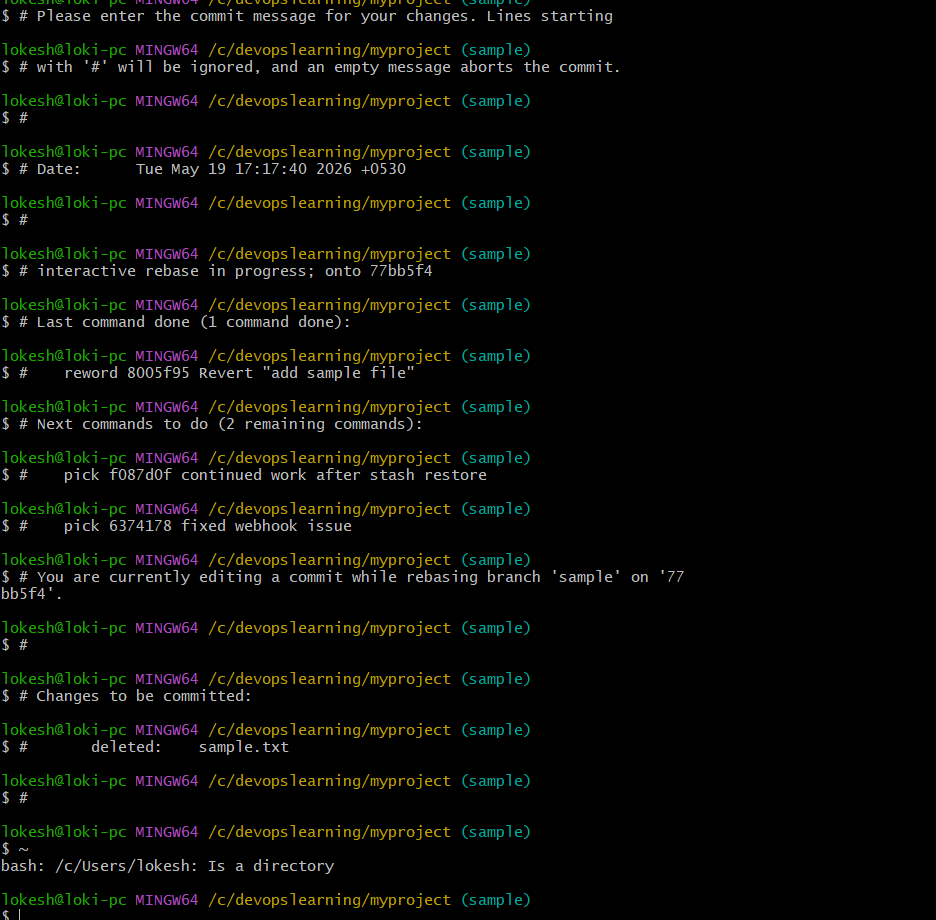 lokesh@loki-pc MINGW64 /c/devopslearning/myproject (sample)
$ # Please enter the commit message for your changes. Lines starting

lokesh@loki-pc MINGW64 /c/devopslearning/myproject (sample)
$ # with '#' will be ignored, and an empty message aborts the commit.

lokesh@loki-pc MINGW64 /c/devopslearning/myproject (sample)
$ #

lokesh@loki-pc MINGW64 /c/devopslearning/myproject (sample)
$ # Date:      Tue May 19 17:17:40 2026 +0530

lokesh@loki-pc MINGW64 /c/devopslearning/myproject (sample)
$ #

lokesh@loki-pc MINGW64 /c/devopslearning/myproject (sample)
$ # interactive rebase in progress; onto 77bb5f4

lokesh@loki-pc MINGW64 /c/devopslearning/myproject (sample)
$ # Last command done (1 command done):

lokesh@loki-pc MINGW64 /c/devopslearning/myproject (sample)
$ #    reword 8005f95 Revert "add sample file"

lokesh@loki-pc MINGW64 /c/devopslearning/myproject (sample)
$ # Next commands to do (2 remaining commands):

lokesh@loki-pc MINGW64 /c/devopslearning/myproject (sample)
$ #    pick f087d0f continued work after stash restore

lokesh@loki-pc MINGW64 /c/devopslearning/myproject (sample)
$ #    pick 6374178 fixed webhook issue

lokesh@loki-pc MINGW64 /c/devopslearning/myproject (sample)
$ # You are currently editing a commit while rebasing branch 'sample' on '77
bb5f4'.

lokesh@loki-pc MINGW64 /c/devopslearning/myproject (sample)
$ #

lokesh@loki-pc MINGW64 /c/devopslearning/myproject (sample)
$ # Changes to be committed:

lokesh@loki-pc MINGW64 /c/devopslearning/myproject (sample)
$ #       deleted:    sample.txt

lokesh@loki-pc MINGW64 /c/devopslearning/myproject (sample)
$ #

lokesh@loki-pc MINGW64 /c/devopslearning/myproject (sample)
$ ~
bash: /c/Users/lokesh: Is a directory

lokesh@loki-pc MINGW64 /c/devopslearning/myproject (sample)
$